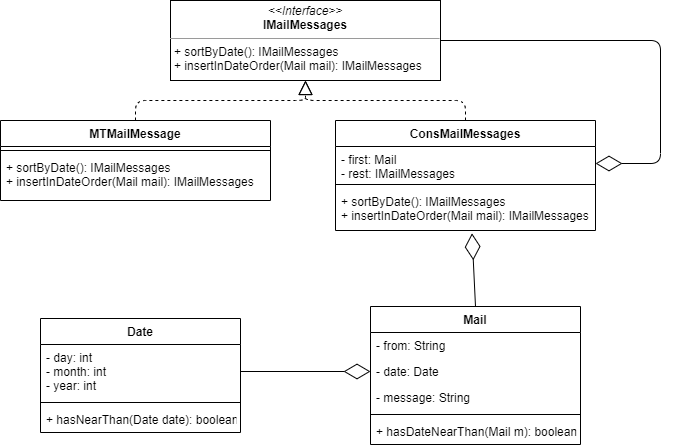 <<Interface>>
IMailMessages
+ sortByDate(): IMailMessages
+ insertInDateOrder(Mail mail): IMailMessages
MTMailMessage
+ sortByDate(): IMailMessages
+ insertInDateOrder(Mail mail): IMailMessages
ConsMailMessages
- first: Mail
- rest: IMailMessages
+ sortByDate(): IMailMessages
+ insertInDateOrder(Mail mail): IMailMessages
Date
- day: int
- month: int
- year: int
+ hasNearThan(Date date): boolean
Mail
- from: String
- date: Date
- message: String
+ hasDateNearThan(Mail m): boolean